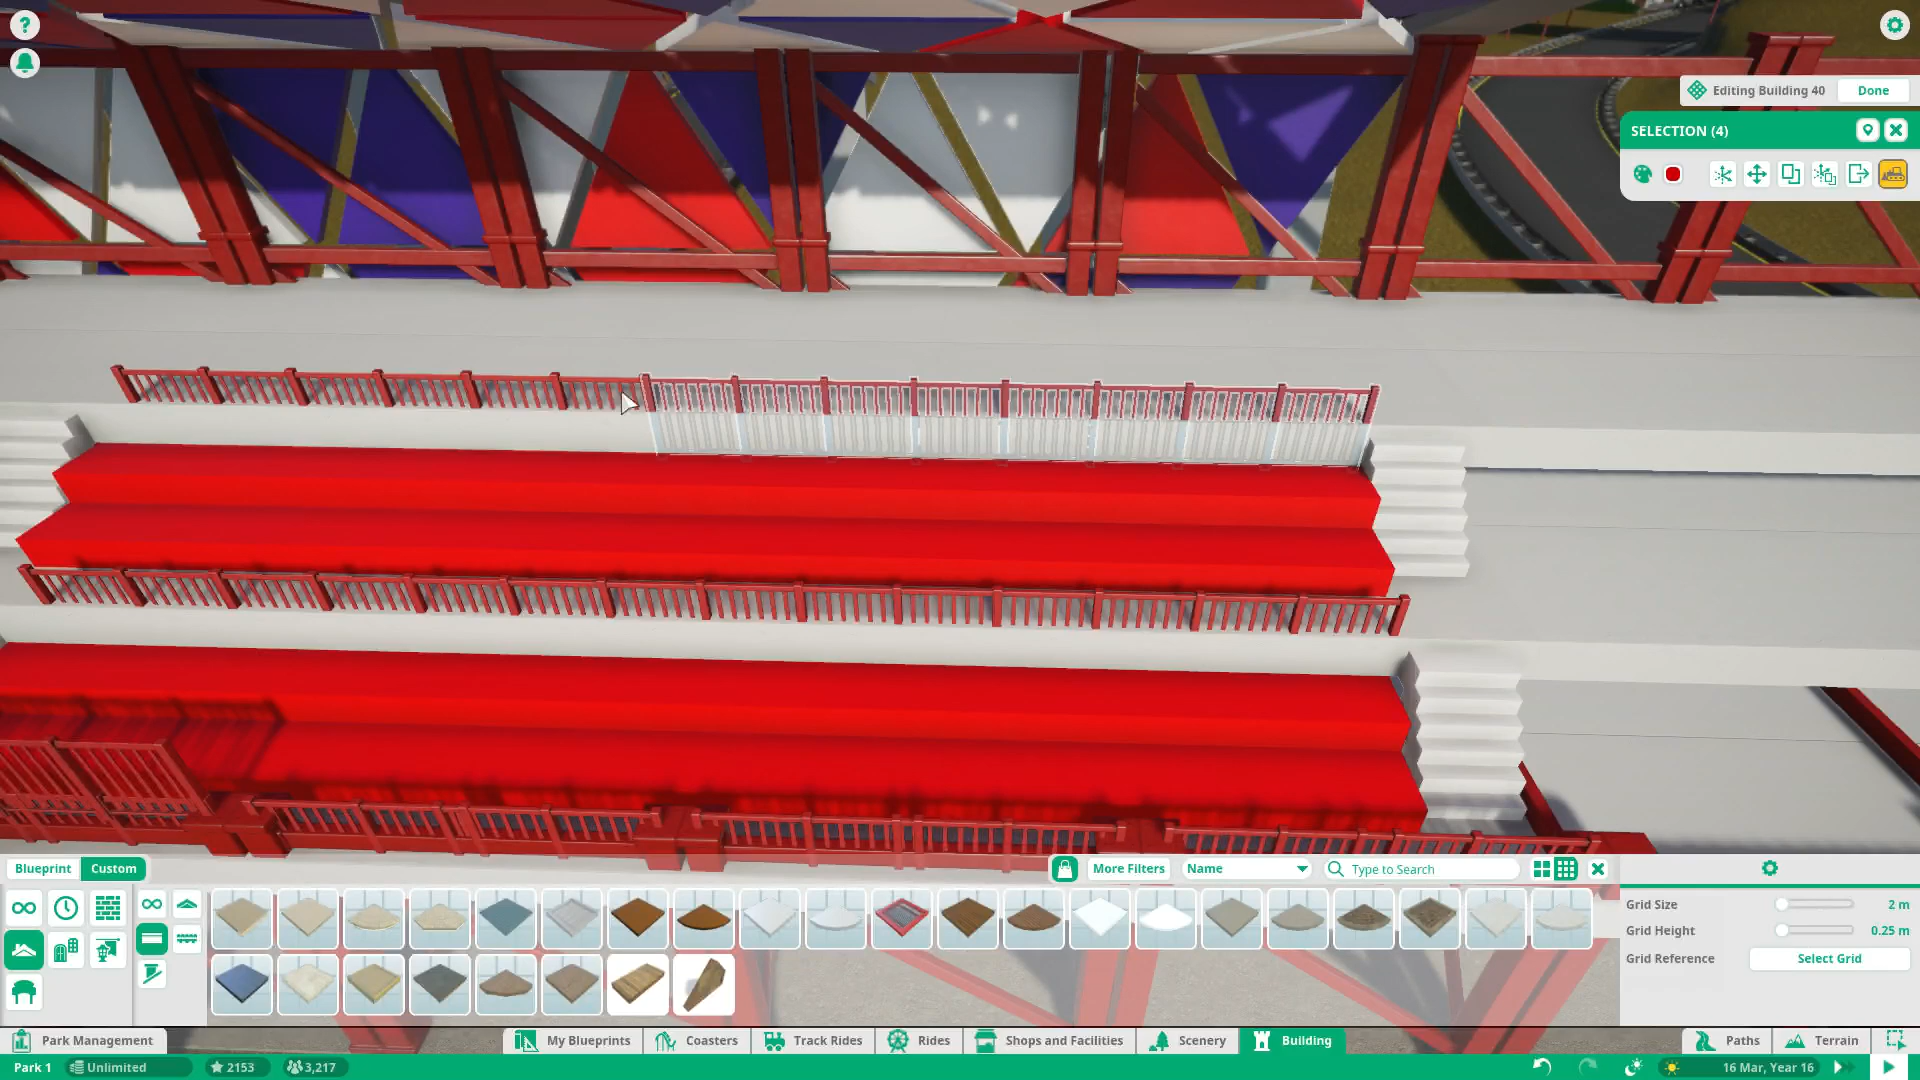 ?
Editing Building 40 Done
SELECTION (4)
Blueprint Custom
More Filters Name Type to Search
Grid Size 2 m
Grid Height 0.25 m
Grid Reference Select Grid
Park Management My Blueprints Coasters Track Rides Rides Shops and Facilities Scenery Building Paths Terrain
Park 1 Unlimited 2153 3,217 16 Mar, Year 16